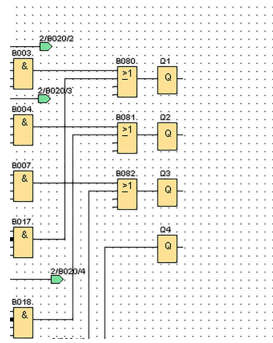 2/B020/2
B003.
&
B080.
>1
Q1
Q
2/B020/3
B004.
&
B081.
>1
Q2
Q
B007
&
B082.
>1
Q3
Q
B017.
&
Q4
Q
2/B020/4
B018
&